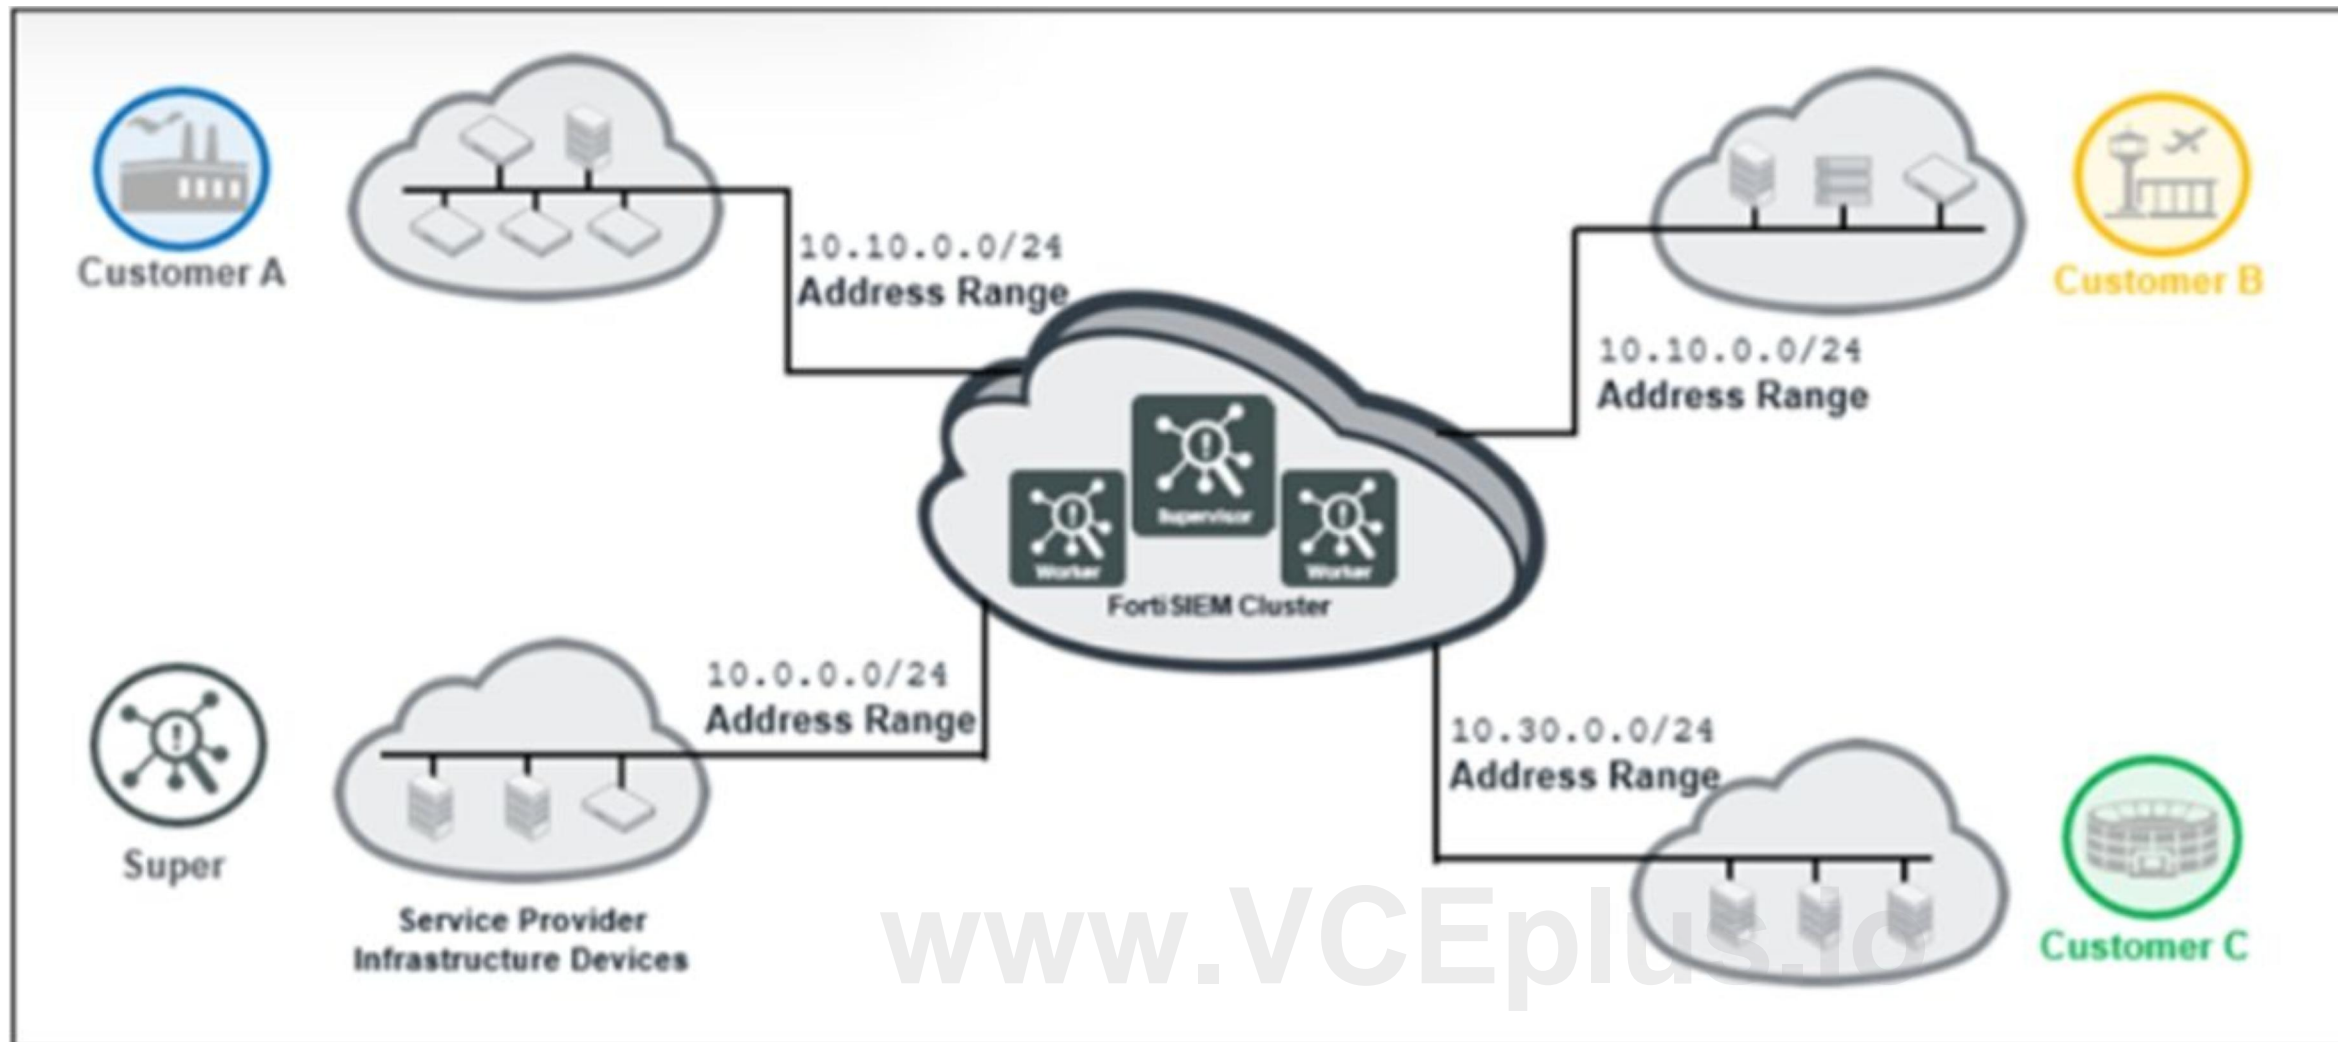 Customer A
10.10.0.0/24
Address Range
Customer B
10.10.0.0/24
Address Range
Supervisor
Worker
Worker
FortiSIEM Cluster
10.0.0.0/24
Address Range
Super
Service Provider
Infrastructure Devices
10.30.0.0/24
Address Range
Customer C
www.VCEplus.io